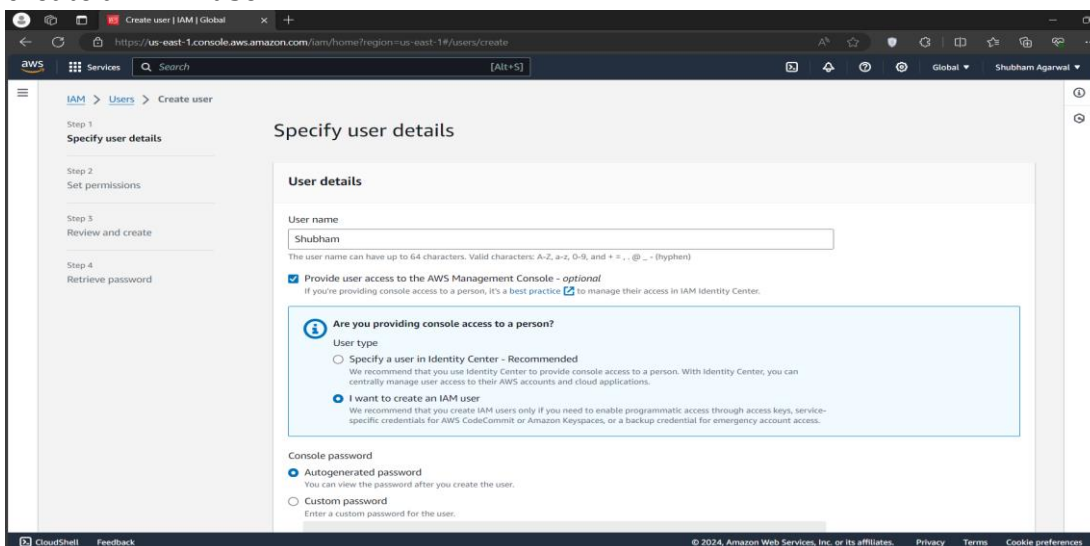 Create user | IAM | Global
https://us-east-1.console.aws.amazon.com/iam/home?region=us-east-1#/users/create
aws
Services
Search
[Alt+S]
Global
Shubham Agarwal
IAM > Users > Create user
Step 1
Specify user details
Step 2
Set permissions
Step 3
Review and create
Step 4
Retrieve password
Specify user details
User details
User name
Shubham
The user name can have up to 64 characters. Valid characters: A-Z, a-z, 0-9, and + = , . @ _ - (hyphen)
Provide user access to the AWS Management Console - optional
If you're providing console access to a person, it's a best practice to manage their access in IAM Identity Center.
Are you providing console access to a person?
User type
Specify a user in Identity Center - Recommended
We recommend that you use Identity Center to provide console access to a person. With Identity Center, you can
centrally manage user access to their AWS accounts and cloud applications.
I want to create an IAM user
We recommend that you create IAM users only if you need to enable programmatic access through access keys, service-
specific credentials for AWS CodeCommit or Amazon Keyspaces, or a backup credential for emergency account access.
Console password
Autogenerated password
You can view the password after you create the user.
Custom password
Enter a custom password for the user.
CloudShell Feedback
© 2024, Amazon Web Services, Inc. or its affiliates. Privacy Terms Cookie preferences